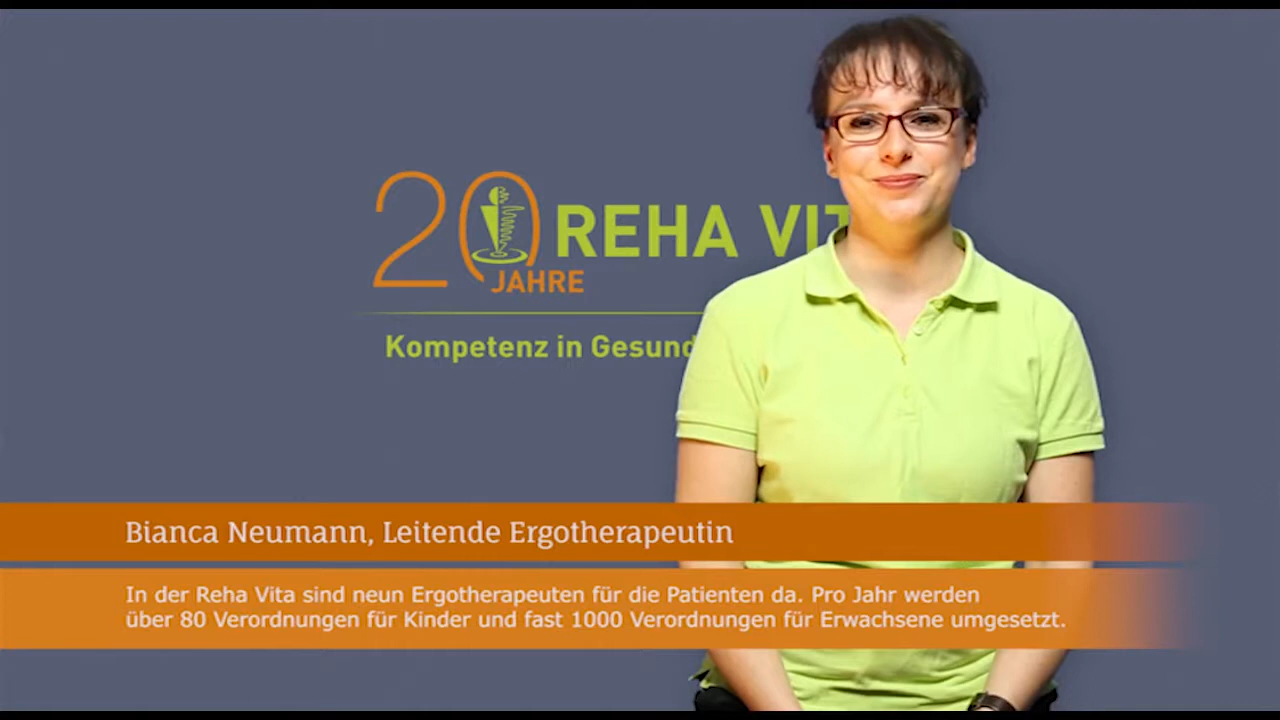 20 REHA VIT
JAHRE
Kompetenz in Gesund
Bianca Neumann, Leitende Ergotherapeutin
In der Reha Vita sind neun Ergotherapeuten für die Patienten da. Pro Jahr werden
über 80 Verordnungen für Kinder und fast 1000 Verordnungen für Erwachsene umgesetzt.